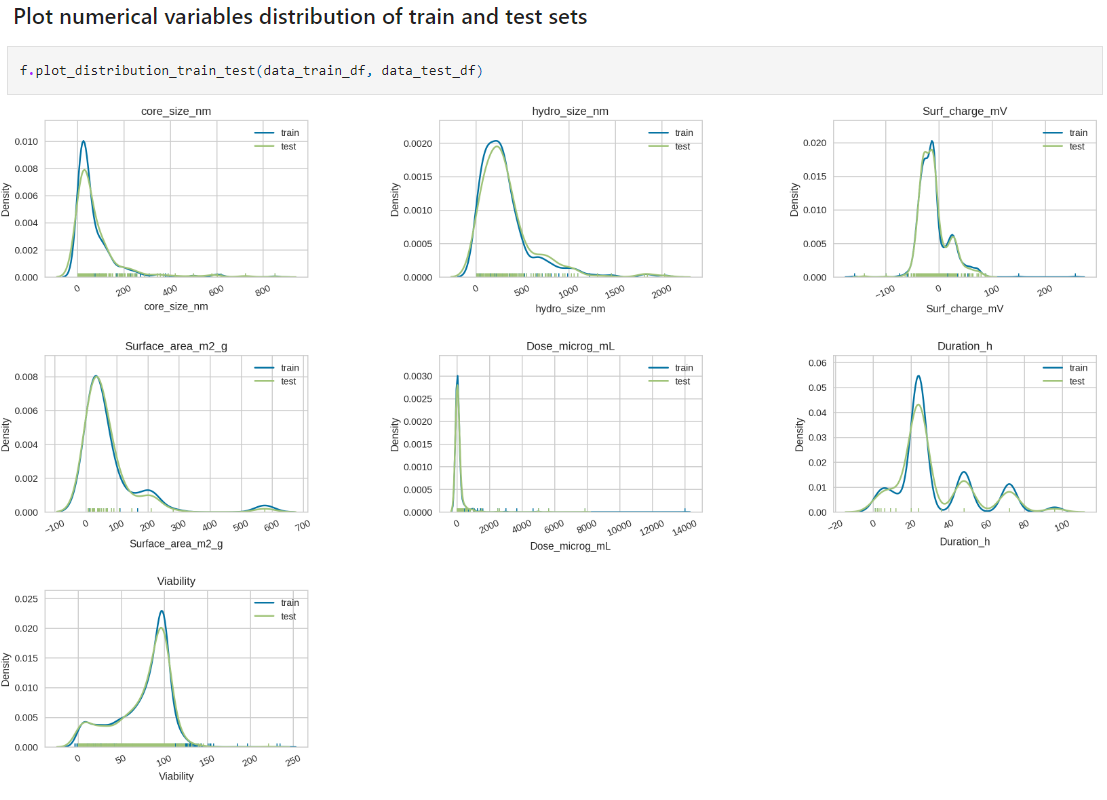 Plot numerical variables distribution of train and test sets
f.plot_distribution_train_test(data_train_df, data_test_df)
core_size_nm
train
test
0.010
0.008
0.006
0.004
0.002
0.000
Density
0
200
400
600
800
core_size_nm
hydro_size_nm
train
test
0.0020
0.0015
0.0010
0.0005
0.0000
Density
0
500
1000
1500
2000
hydro_size_nm
Surf_charge_mV
train
test
0.020
0.015
0.010
0.005
0.000
Density
−100
0
100
200
Surf_charge_mV
Surface_area_m2_g
train
test
0.008
0.006
0.004
0.002
0.000
Density
−100
0
100
200
300
400
500
600
700
Surface_area_m2_g
Dose_microg_mL
train
test
0.0030
0.0025
0.0020
0.0015
0.0010
0.0005
0.0000
Density
0
2000
4000
6000
8000
10000
12000
14000
Dose_microg_mL
Duration_h
train
test
0.06
0.05
0.04
0.03
0.02
0.01
0.00
Density
−20
0
20
40
60
80
100
Duration_h
Viability
train
test
0.025
0.020
0.015
0.010
0.005
0.000
Density
0
50
100
150
200
250
Viability